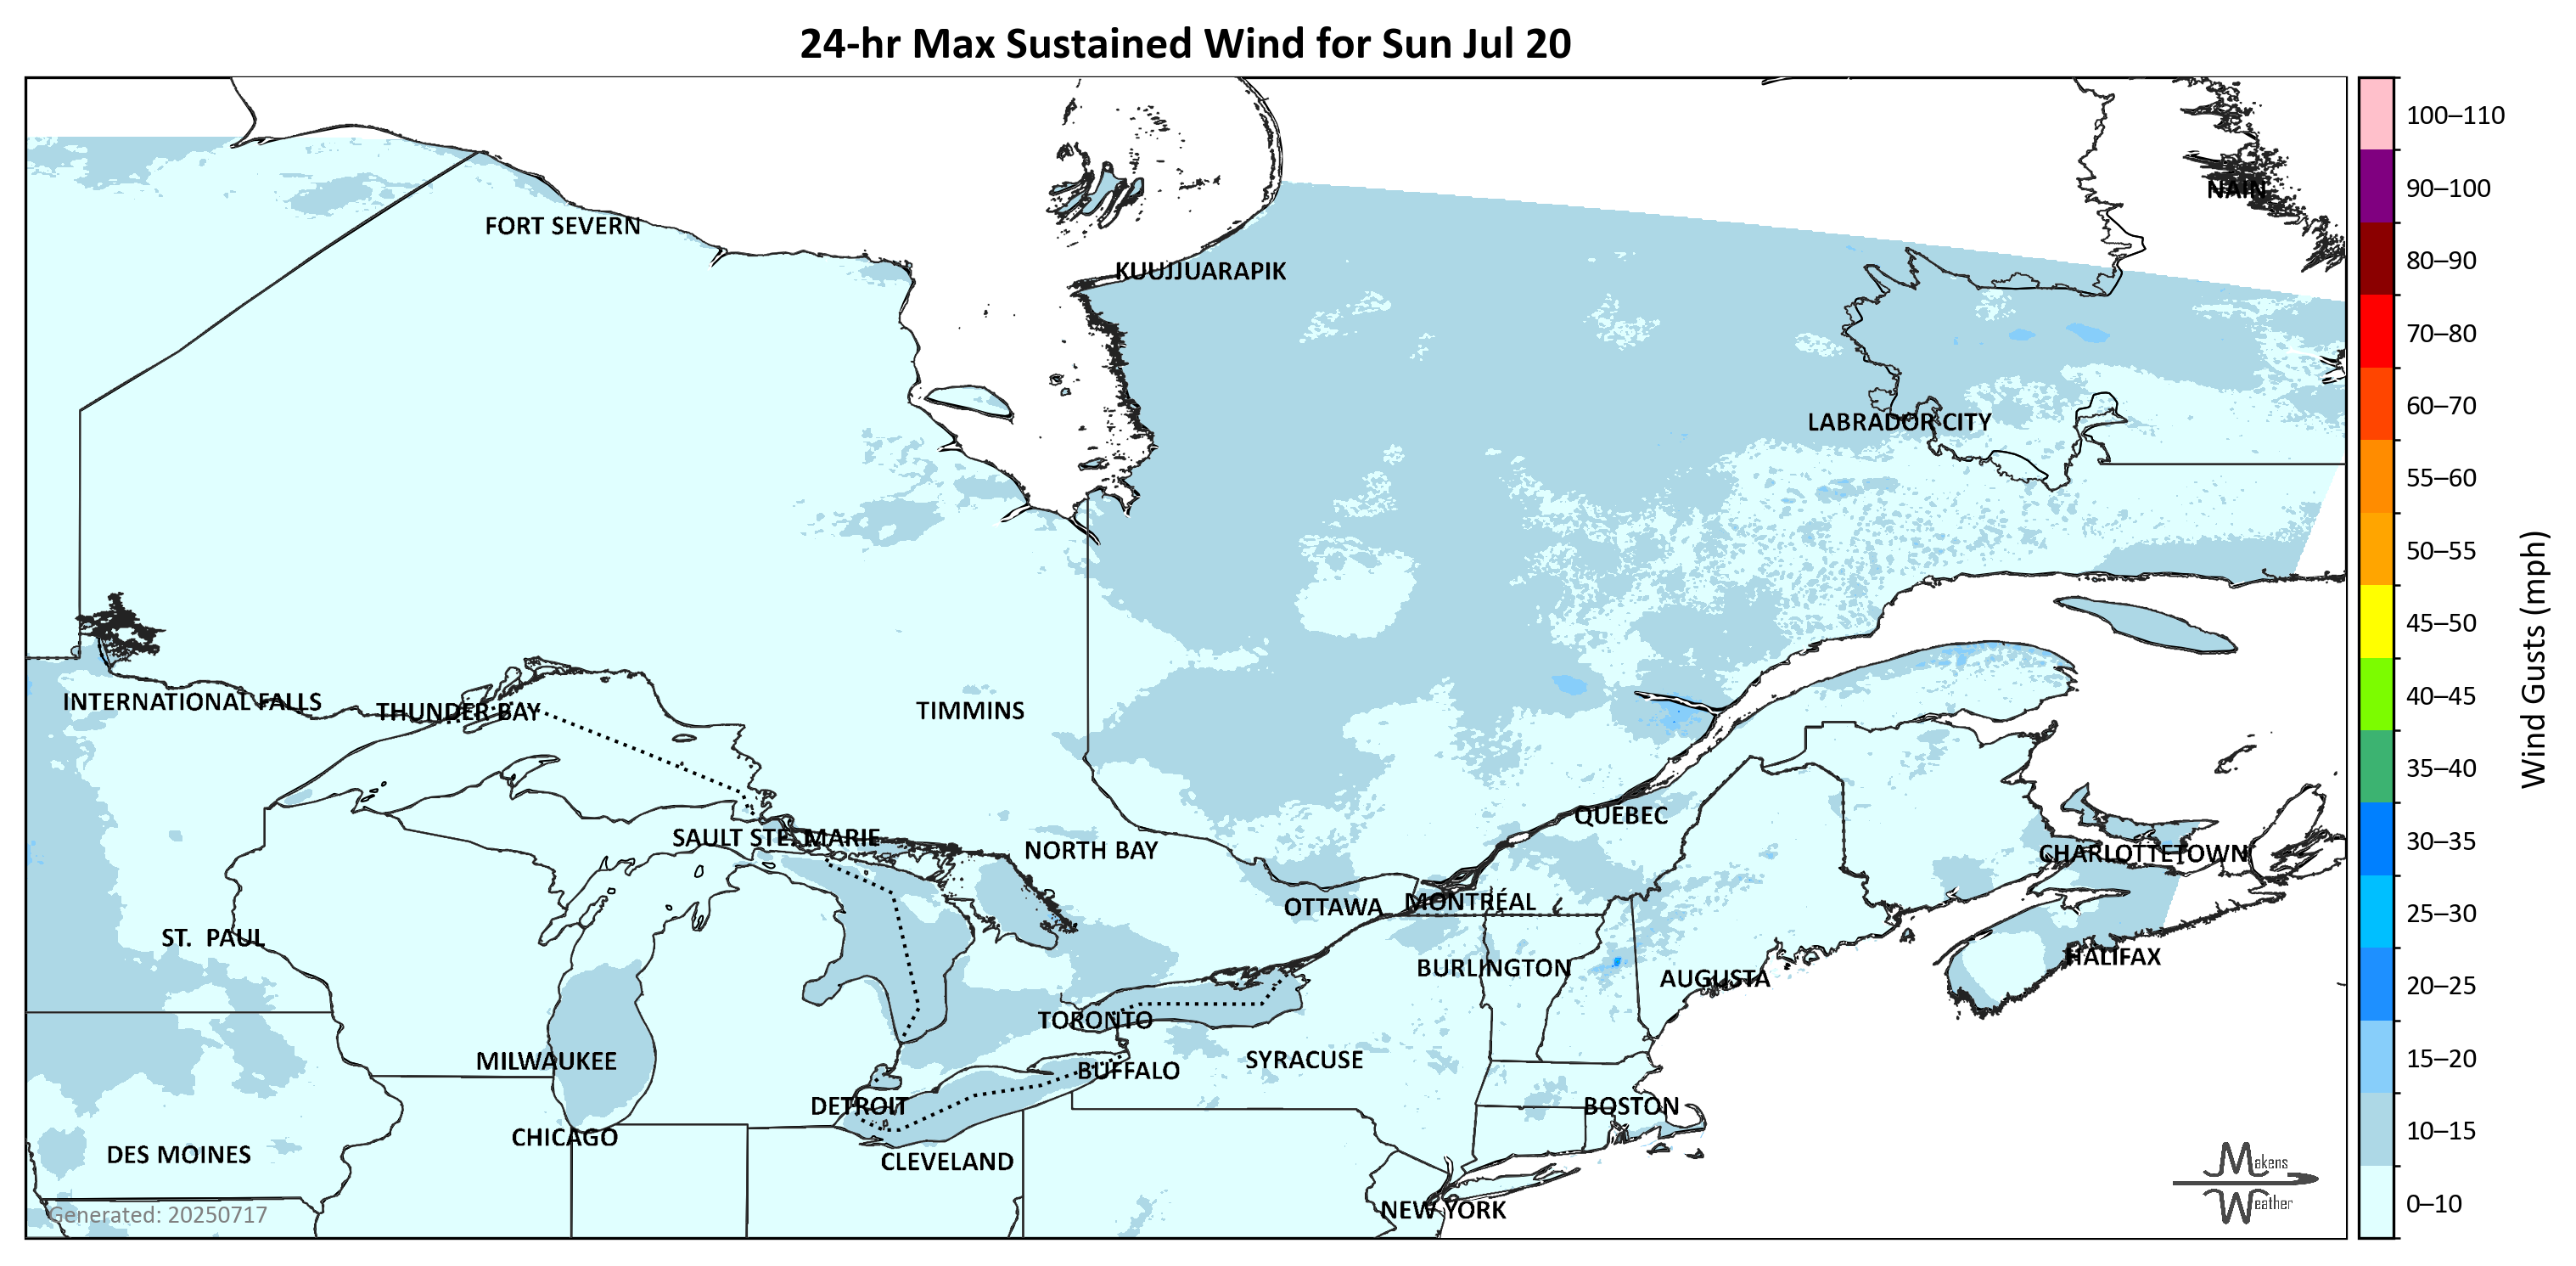 24-hr Max Sustained Wind for Sun Jul 20
100–110
90–100
NAIN
FORT SEVERN
80–90
KUUJJUARAPIK
70–80
60–70
LABRADOR CITY
55–60
50–55
45–50
Wind Gusts (mph)
40–45
INTERNATIONAL FALLS
THUNDER BAY
TIMMINS
35–40
QUÉBEC
SAULT STE. MARIE
30–35
NORTH BAY
CHARLOTTETOWN
OTTAWA
MONTRÉAL
25–30
ST. PAUL
HALIFAX
BURLINGTON
AUGUSTA
20–25
TORONTO
MILWAUKEE
SYRACUSE
15–20
BUFFALO
DETROIT
BOSTON
CHICAGO
10–15
DES MOINES
CLEVELAND
Makens
Weather
0–10
NEW YORK
Generated: 20250717